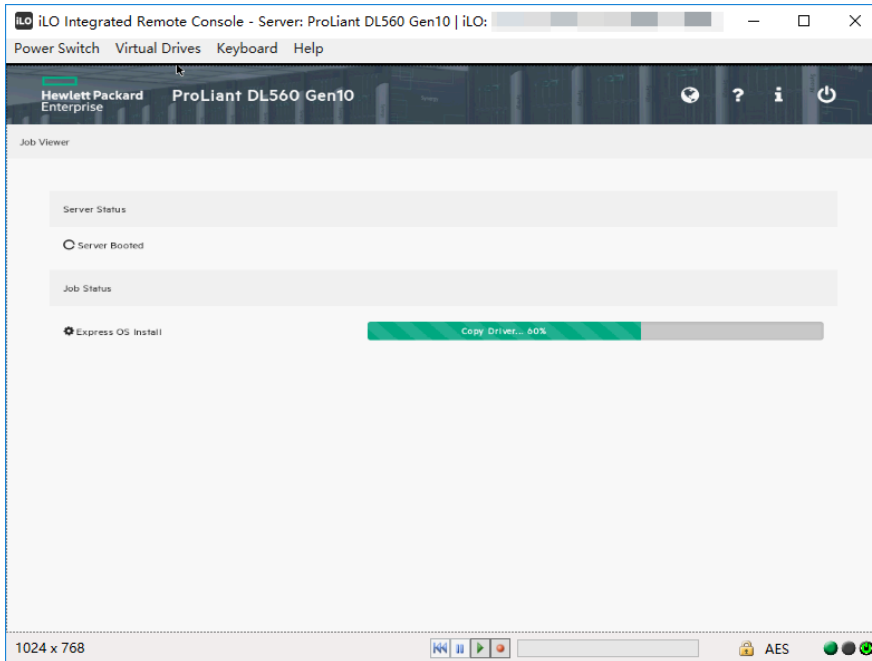 iLO iLO Integrated Remote Console - Server: ProLiant DL560 Gen10 | iLO:
Power Switch Virtual Drives Keyboard Help
Hewlett Packard
Enterprise
ProLiant DL560 Gen10
Job Viewer
Server Status
Server Booted
Job Status
Express OS Install
Copy Driver... 60%
1024 x 768
AES